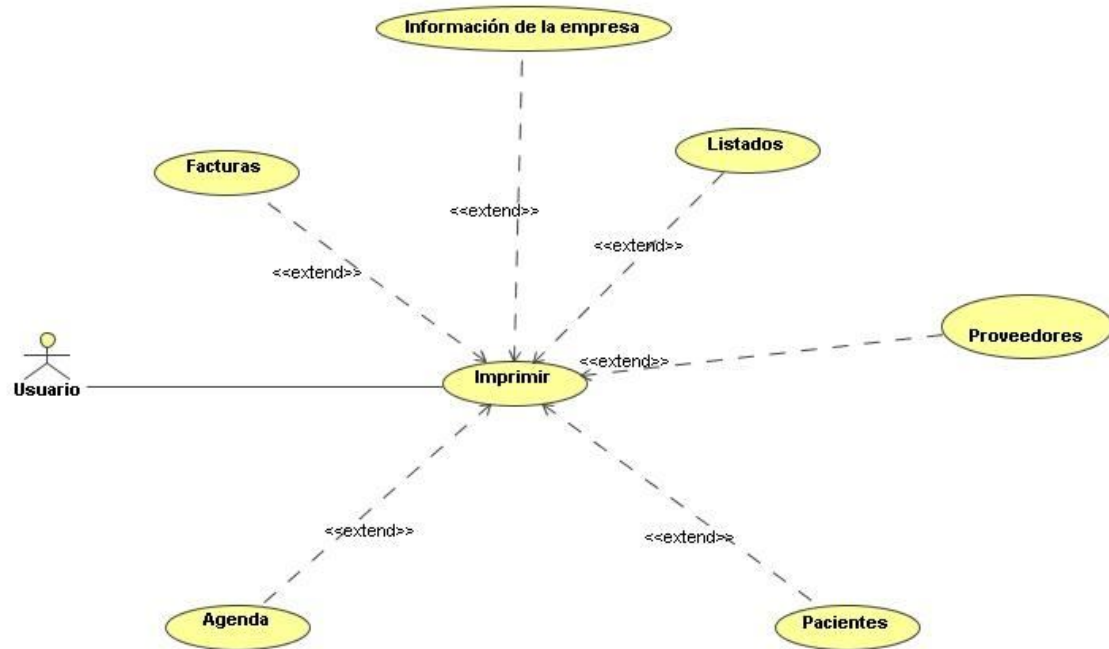 Información de la empresa
Listados
Facturas
<<extend>>
<<extend>>
<<extend>>
Proveedores
<<extend>>
Imprimir
Usuario
<<extend>>
<<extend>>
Agenda
Pacientes